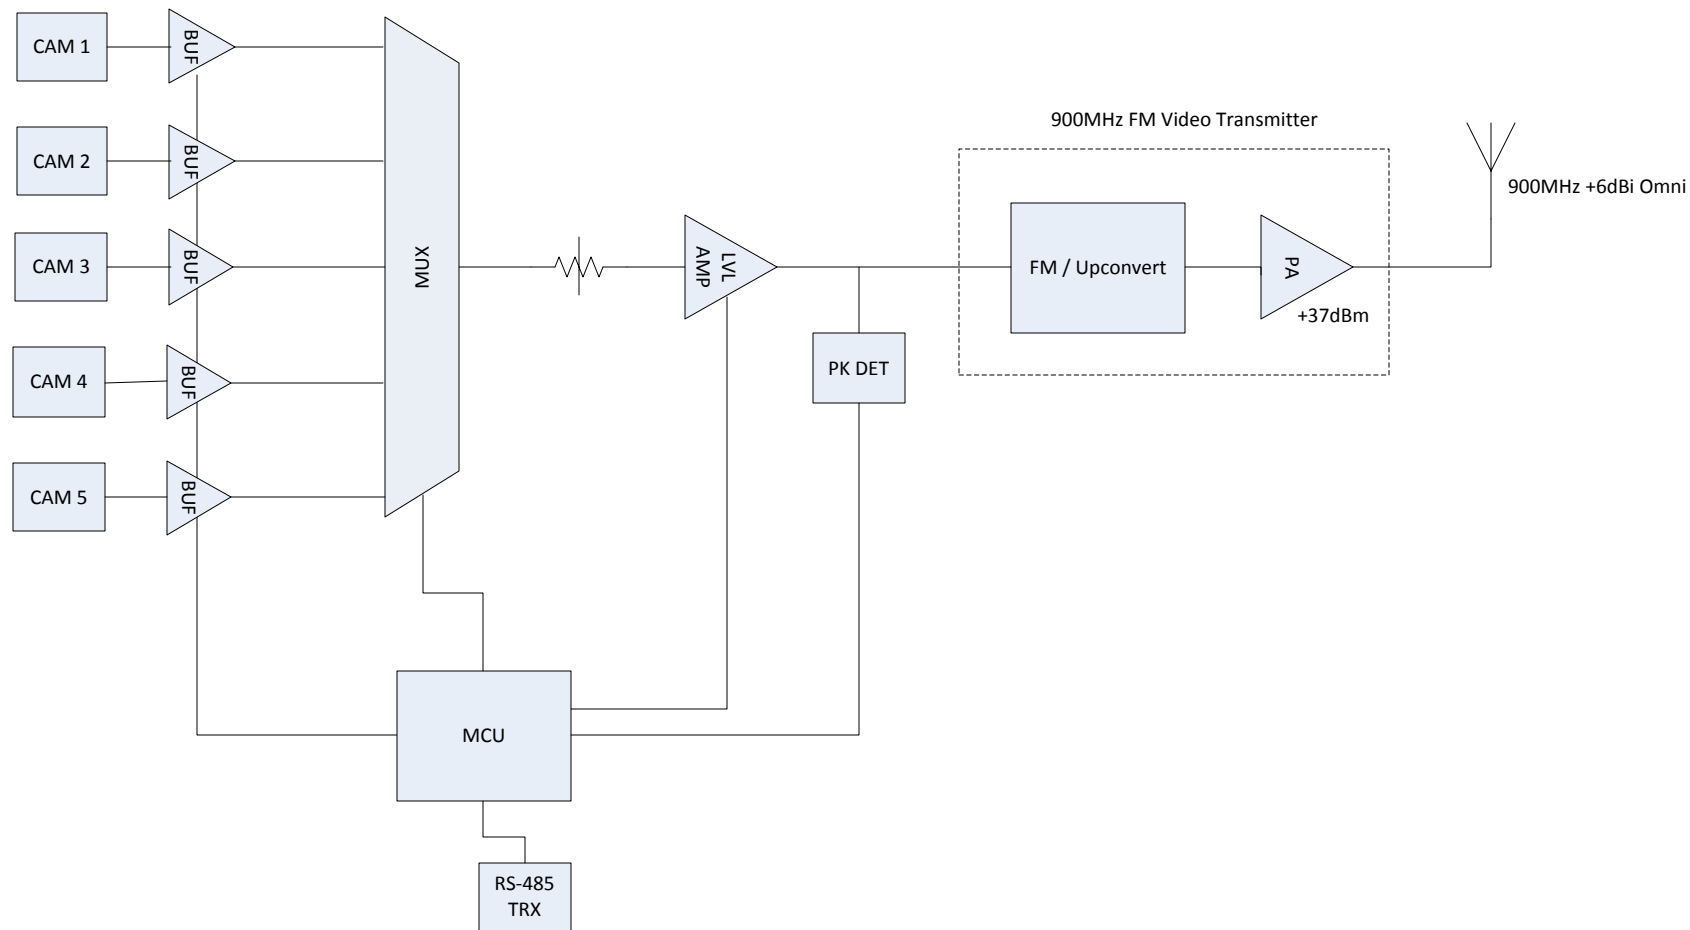 CAM 1
BUF
CAM 2
BUF
CAM 3
BUF
CAM 4
BUF
CAM 5
BUF
MUX
LVL
AMP
PK DET
900MHz FM Video Transmitter
FM / Upconvert
PA
+37dBm
900MHz +6dBi Omni
MCU
RS-485
TRX